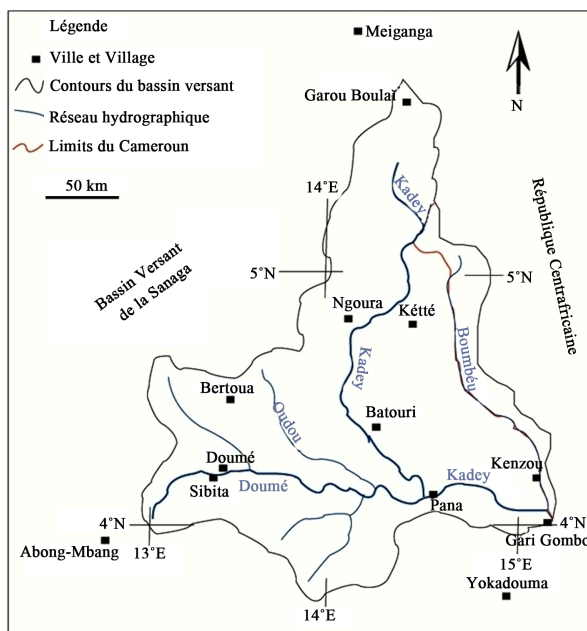 Légende
Ville et Village
Contours du bassin versant
Réseau hydrographique
Limits du Cameroun
50 km
Meiganga
Garou Boulaï
N
Kadey
14°E
République Centrafricaine
Bassin Versant
de la Sanaga
5°N
5°N
Ngoura
Kétté
Kadey
Boumbéu
Bertoua
Oudou
Batouri
Doumé
Kenzou
Kadey
Sibita
Doumé
Pana
4°N
13°E
4°N
Gari Gombo
Abong-Mbang
15°E
14°E
Yokadouma